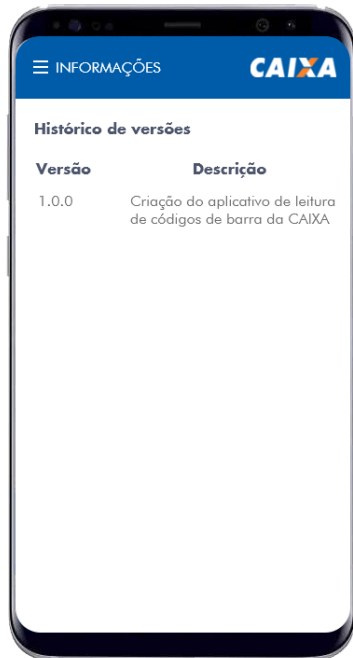 INFORMAÇÕES CAIXA
Histórico de versões
Versão Descrição
1.0.0 Criação do aplicativo de leitura
de códigos de barra da CAIXA